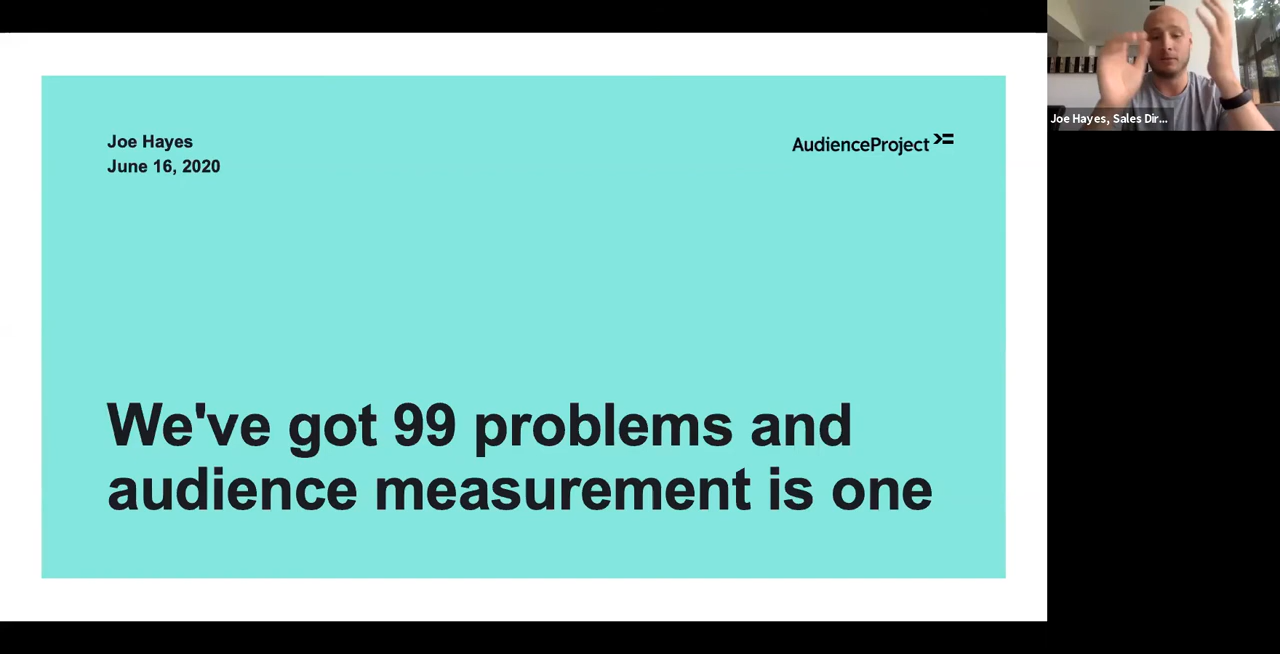 Joe Hayes
June 16, 2020
AudienceProject
We've got 99 problems and
audience measurement is one
Joe Hayes, Sales Dir...